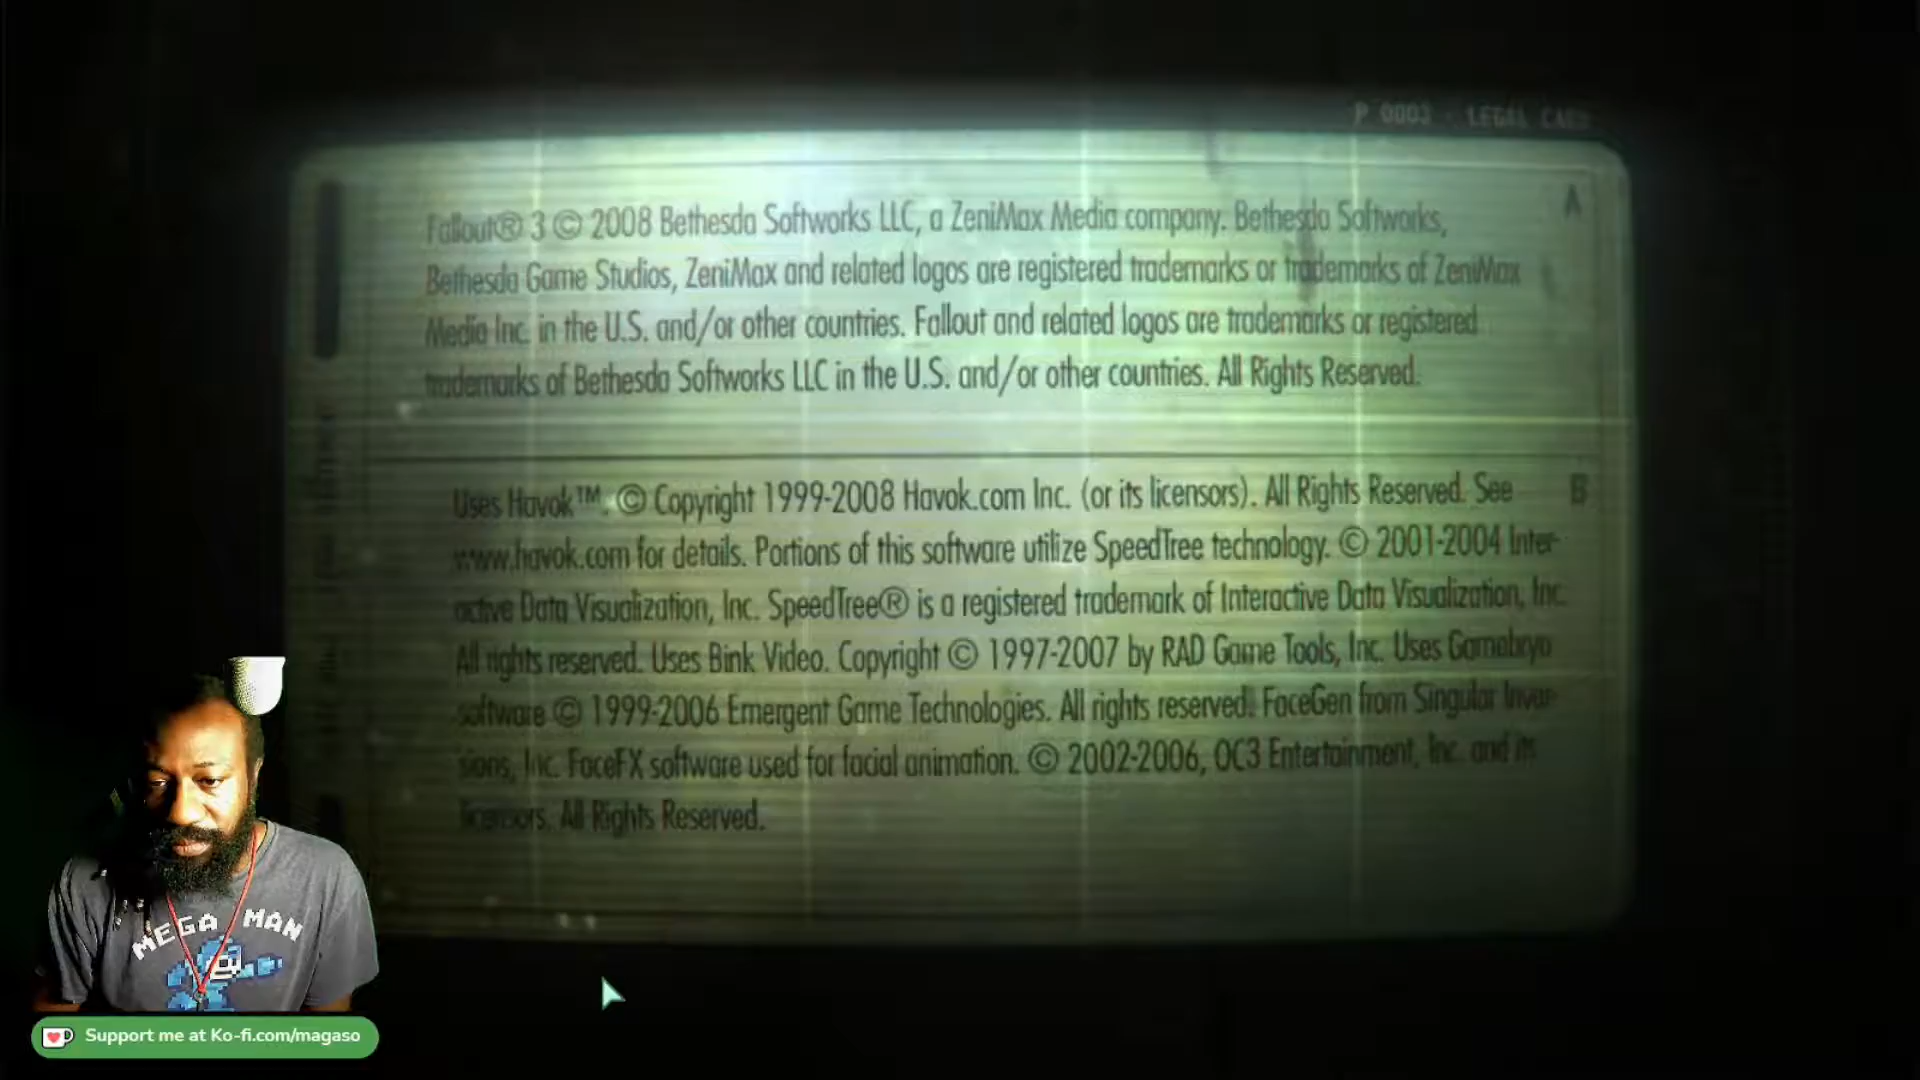 P 0003 - LEGAL CARD
A
Fallout® 3 © 2008 Bethesda Softworks LLC, a ZeniMax Media company. Bethesda Softworks,
Bethesda Game Studios, ZeniMax and related logos are registered trademarks or trademarks of ZeniMax
Media Inc. in the U.S. and/or other countries. Fallout and related logos are trademarks or registered
trademarks of Bethesda Softworks LLC in the U.S. and/or other countries. All Rights Reserved.
B
Uses Havok™. © Copyright 1999-2008 Havok.com Inc. (or its licensors). All Rights Reserved. See
www.havok.com for details. Portions of this software utilize SpeedTree technology. © 2001-2004 Inter-
active Data Visualization, Inc. SpeedTree® is a registered trademark of Interactive Data Visualization, Inc.
All rights reserved. Uses Bink Video. Copyright © 1997-2007 by RAD Game Tools, Inc. Uses Gamebryo
software © 1999-2006 Emergent Game Technologies. All rights reserved. FaceGen from Singular Inver-
sions, Inc. FaceFX software used for facial animation. © 2002-2006, OC3 Entertainment, Inc. and its
licensors. All Rights Reserved.
MEGA MAN
Support me at Ko-fi.com/magaso